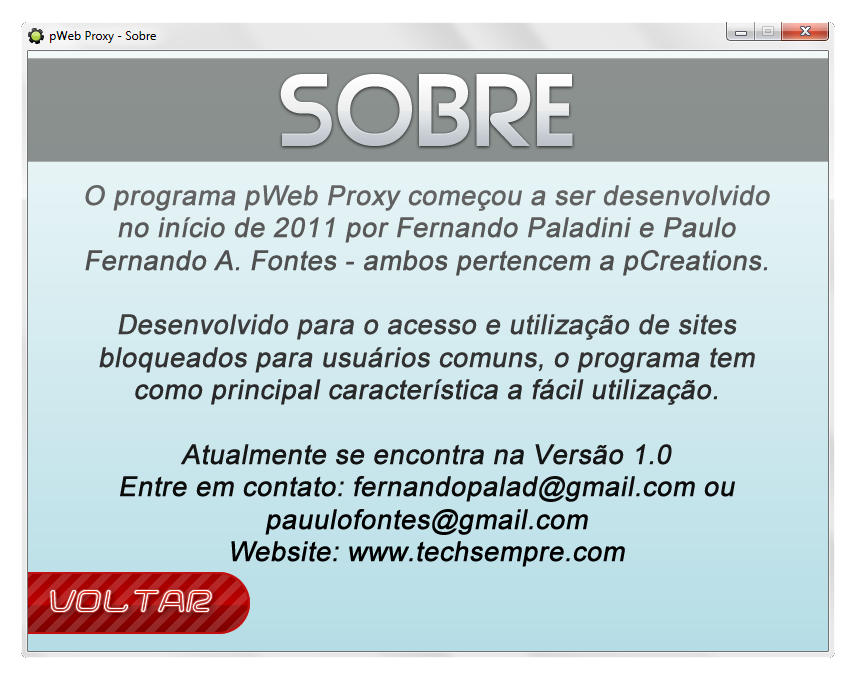 pWeb Proxy - Sobre
SOBRE
O programa pWeb Proxy começou a ser desenvolvido
no início de 2011 por Fernando Paladini e Paulo
Fernando A. Fontes - ambos pertencem a pCreations.
Desenvolvido para o acesso e utilização de sites
bloqueados para usuários comuns, o programa tem
como principal característica a fácil utilização.
Atualmente se encontra na Versão 1.0
Entre em contato: fernandopalad@gmail.com ou
pauulofontes@gmail.com
Website: www.techsempre.com
VOLTAR